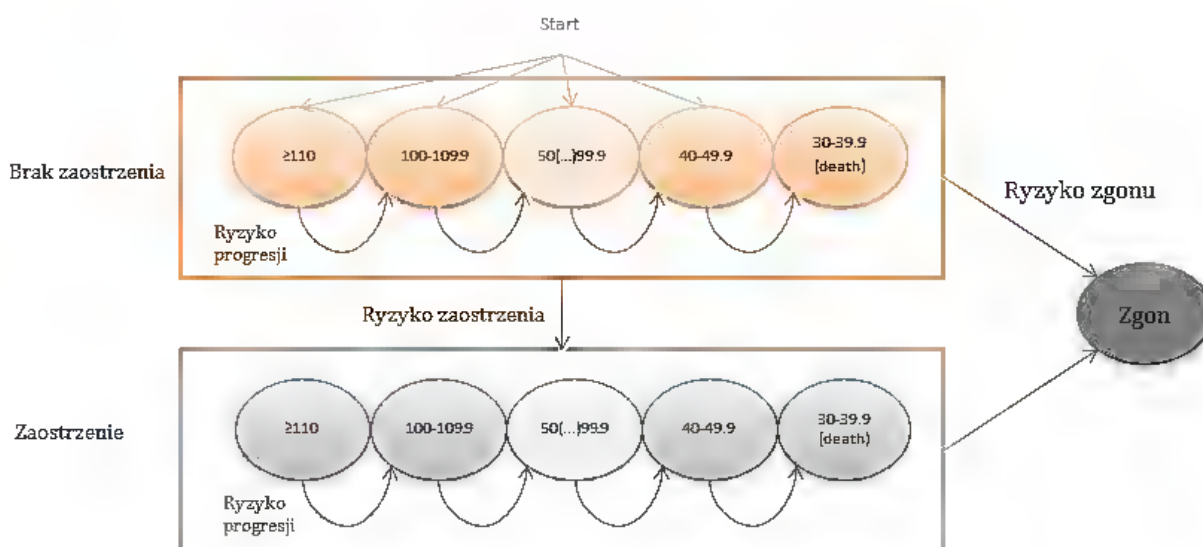 Start
Brak zaostrzenia
≥110
100-109.9
50(...)99.9
40-49.9
30-39.9
(death)
Ryzyko
progresji
Ryzyko zgonu
Ryzyko zaostrzenia
Zgon
Zaostrzenie
≥110
100-109.9
50(...)99.9
40-49.9
30-39.9
(death)
Ryzyko
progresji